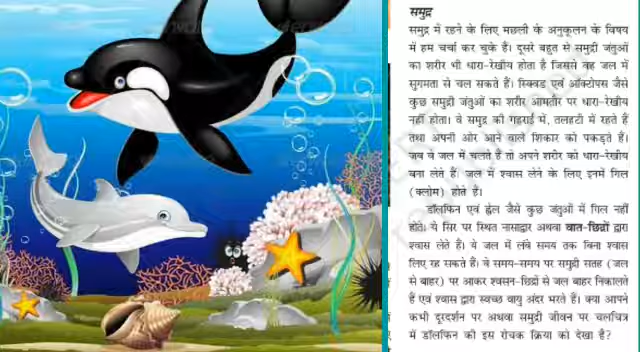 समुद्र
समुद्र में रहने के लिए मछली के अनुकूलन के विषय
में हम चर्चा कर चुके हैं। दूसरे बहुत से समुद्री जंतुओं
का शरीर भी धारा-रेखीय होता है जिससे वह जल में
सुगमता से चल सकते हैं। स्क्विड एवं ऑक्टोपस जैसे
कुछ समुद्री जंतुओं का शरीर आमतौर पर धारा-रेखीय
नहीं होता। वे समुद्र की गहराई में, तलहटी में रहते हैं
तथा अपनी ओर आने वाले शिकार को पकड़ते हैं।
जब वे जल में चलते हैं तो अपने शरीर को धारा-रेखीय
बना लेते हैं। जल में श्वास लेने के लिए इनमें गिल
(क्लोम) होते हैं।
डॉलफिन एवं ह्वेल जैसे कुछ जंतुओं में गिल नहीं
होते। ये सिर पर स्थित नासाद्वार अथवा वात-छिद्रों द्वारा
श्वास लेते हैं। ये जल में लंबे समय तक बिना श्वास
लिए रह सकते हैं। वे समय-समय पर समुद्री सतह (जल
से बाहर) पर आकर श्वसन-छिद्रों से जल बाहर निकालते
हैं एवं श्वास द्वारा स्वच्छ वायु अंदर भरते हैं। क्या आपने
कभी दूरदर्शन पर अथवा समुद्री जीवन पर चलचित्र
में डॉलफिन की इस रोचक क्रिया को देखा है?